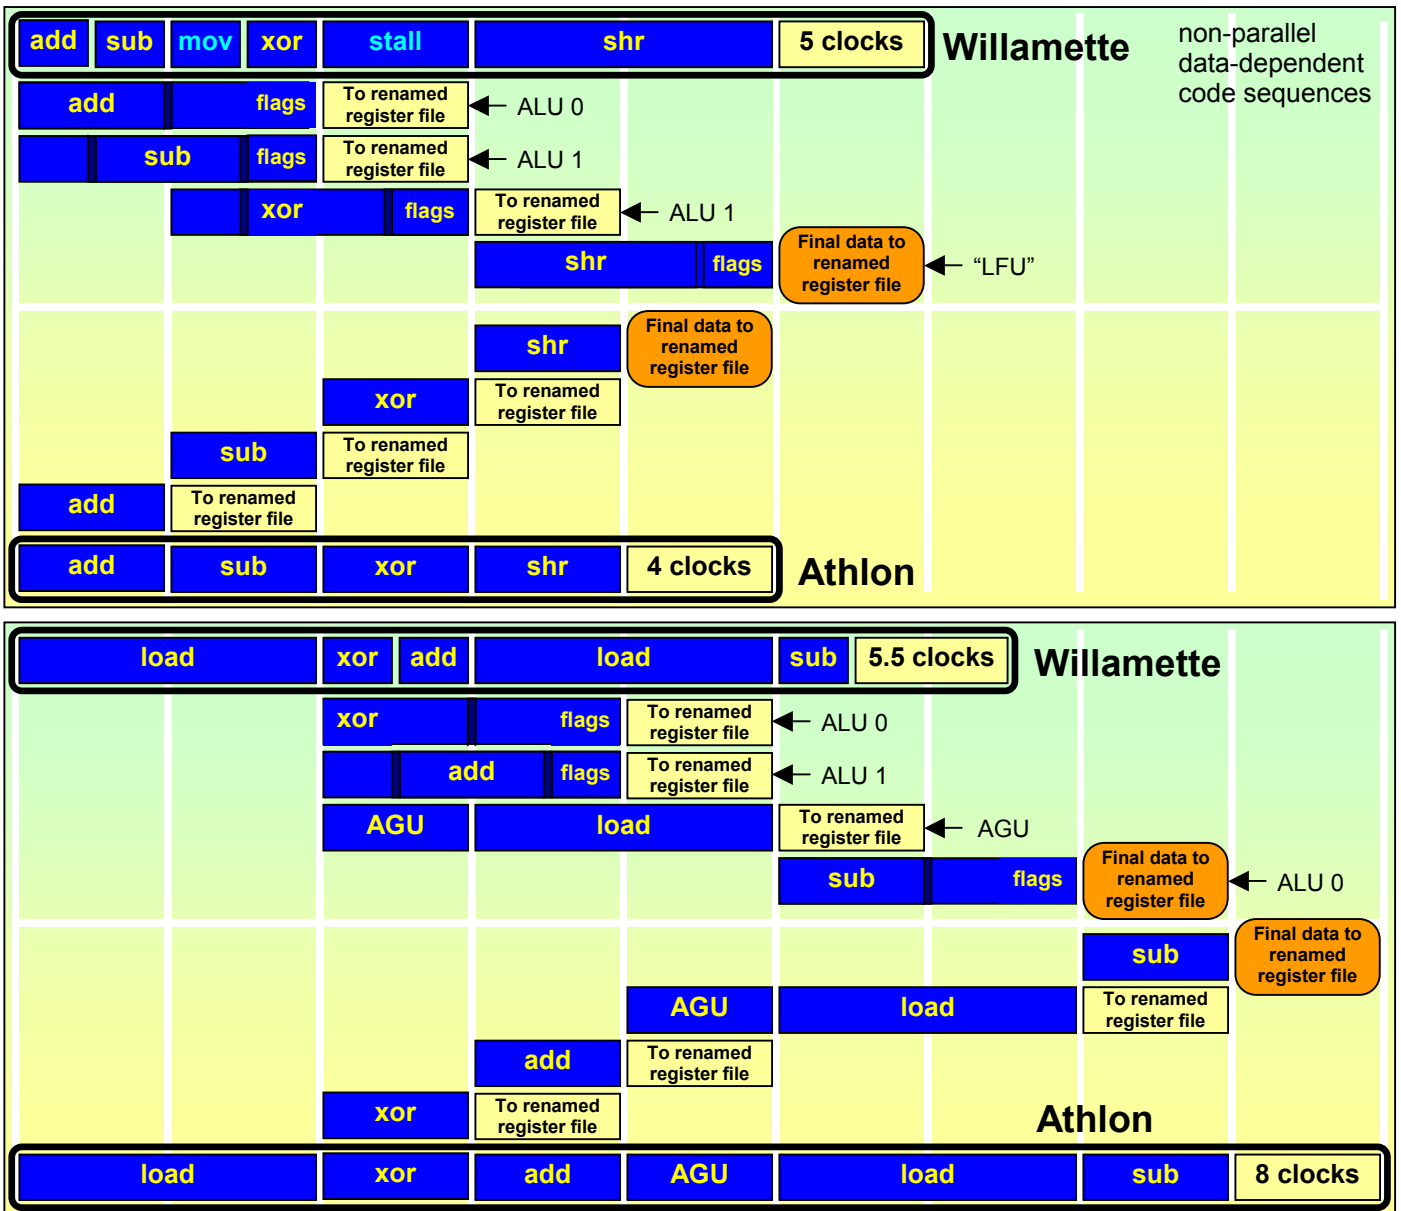 add sub mov xor stall shr 5 clocks Willamette
non-parallel
data-dependent
code sequences
add flags To renamed
register file
ALU 0
sub flags To renamed
register file
ALU 1
xor flags To renamed
register file
ALU 1
shr flags Final data to
renamed
register file
“LFU”
shr Final data to
renamed
register file
xor To renamed
register file
sub To renamed
register file
add To renamed
register file
add sub xor shr 4 clocks Athlon
load xor add load sub 5.5 clocks Willamette
xor flags To renamed
register file
ALU 0
add flags To renamed
register file
ALU 1
AGU load To renamed
register file
AGU
sub flags Final data to
renamed
register file
ALU 0
sub Final data to
renamed
register file
AGU load To renamed
register file
add To renamed
register file
xor To renamed
register file
Athlon
load xor add AGU load sub 8 clocks